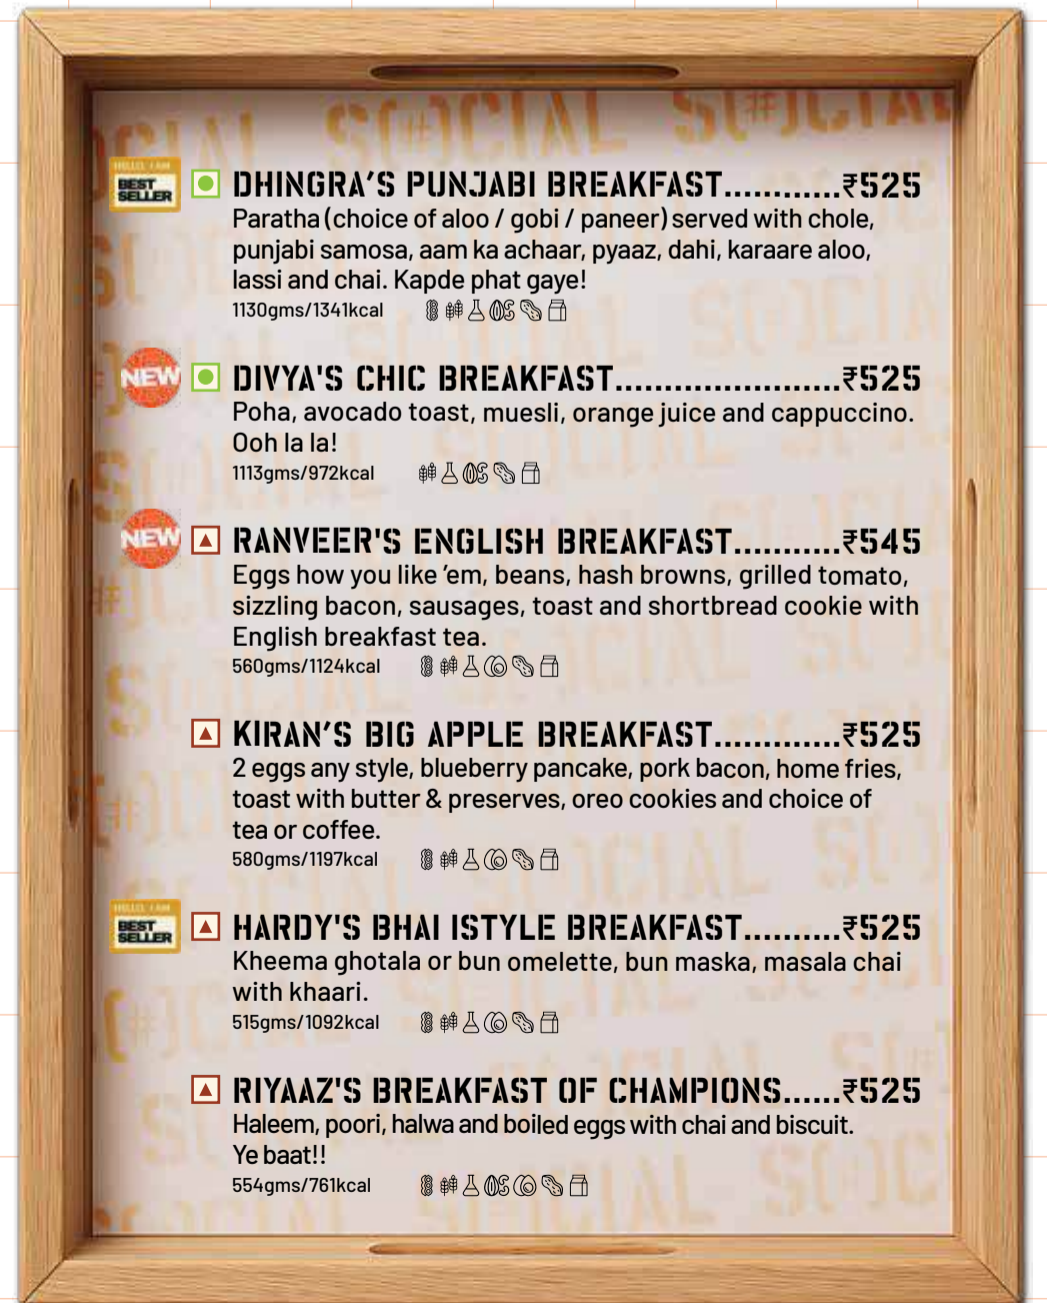 S(#)CIAL S(#)CIAL S(#)CIAL
HELLO, I AM
BEST
SELLER
DHINGRA’S PUNJABI BREAKFAST............₹525
Paratha (choice of aloo / gobi / paneer) served with chole,
punjabi samosa, aam ka achaar, pyaaz, dahi, karaare aloo,
lassi and chai. Kapde phat gaye!
1130gms/1341kcal
NEW
DIVYA'S CHIC BREAKFAST.......................₹525
Poha, avocado toast, muesli, orange juice and cappuccino.
Ooh la la!
1113gms/972kcal
NEW
RANVEER'S ENGLISH BREAKFAST...........₹545
Eggs how you like ’em, beans, hash browns, grilled tomato,
sizzling bacon, sausages, toast and shortbread cookie with
English breakfast tea.
560gms/1124kcal
KIRAN’S BIG APPLE BREAKFAST.............₹525
2 eggs any style, blueberry pancake, pork bacon, home fries,
toast with butter & preserves, oreo cookies and choice of
tea or coffee.
580gms/1197kcal
HELLO, I AM
BEST
SELLER
HARDY'S BHAI ISTYLE BREAKFAST..........₹525
Kheema ghotala or bun omelette, bun maska, masala chai
with khaari.
515gms/1092kcal
RIYAAZ'S BREAKFAST OF CHAMPIONS......₹525
Haleem, poori, halwa and boiled eggs with chai and biscuit.
Ye baat!!
554gms/761kcal